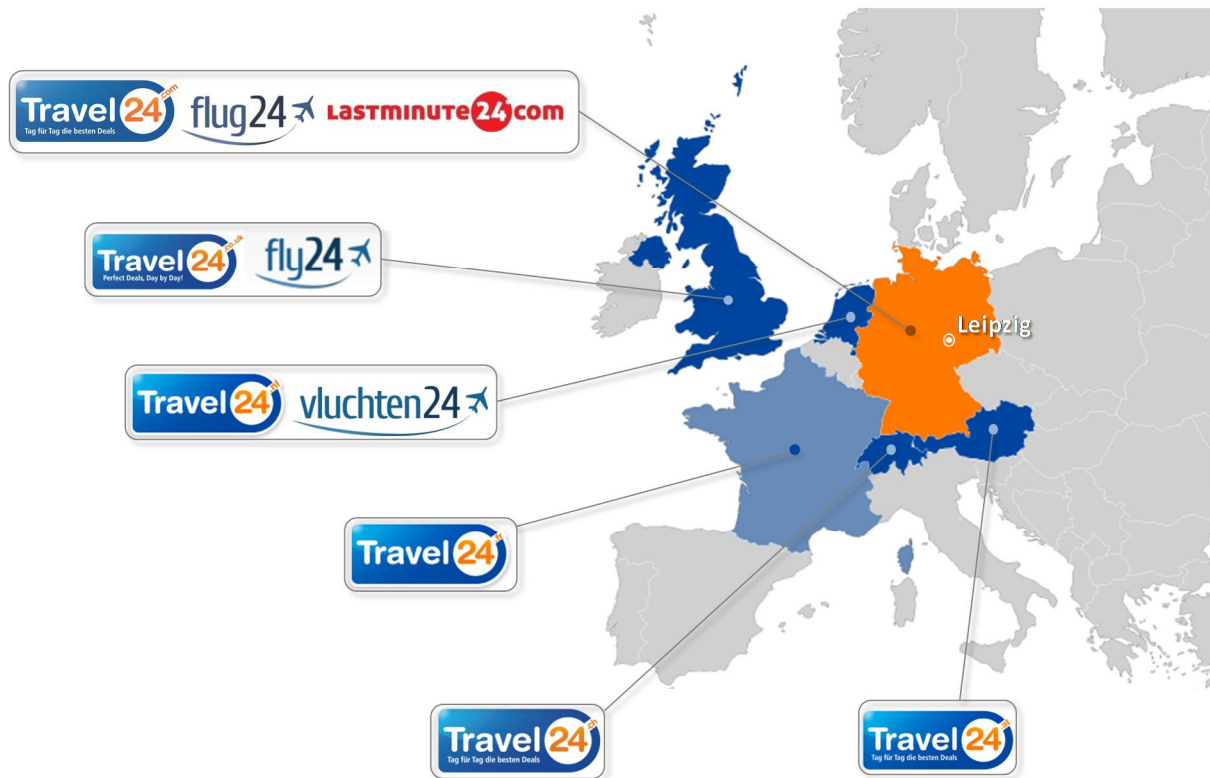 Travel24.com
Tag für Tag die besten Deals
flug24
LASTMINUTE24COM
Travel24.co.uk
Perfect Deals, Day by Day!
fly24
Leipzig
Travel24.nl
vluchten24
Travel24.fr
Travel24.ch
Tag für Tag die besten Deals
Travel24.at
Tag für Tag die besten Deals